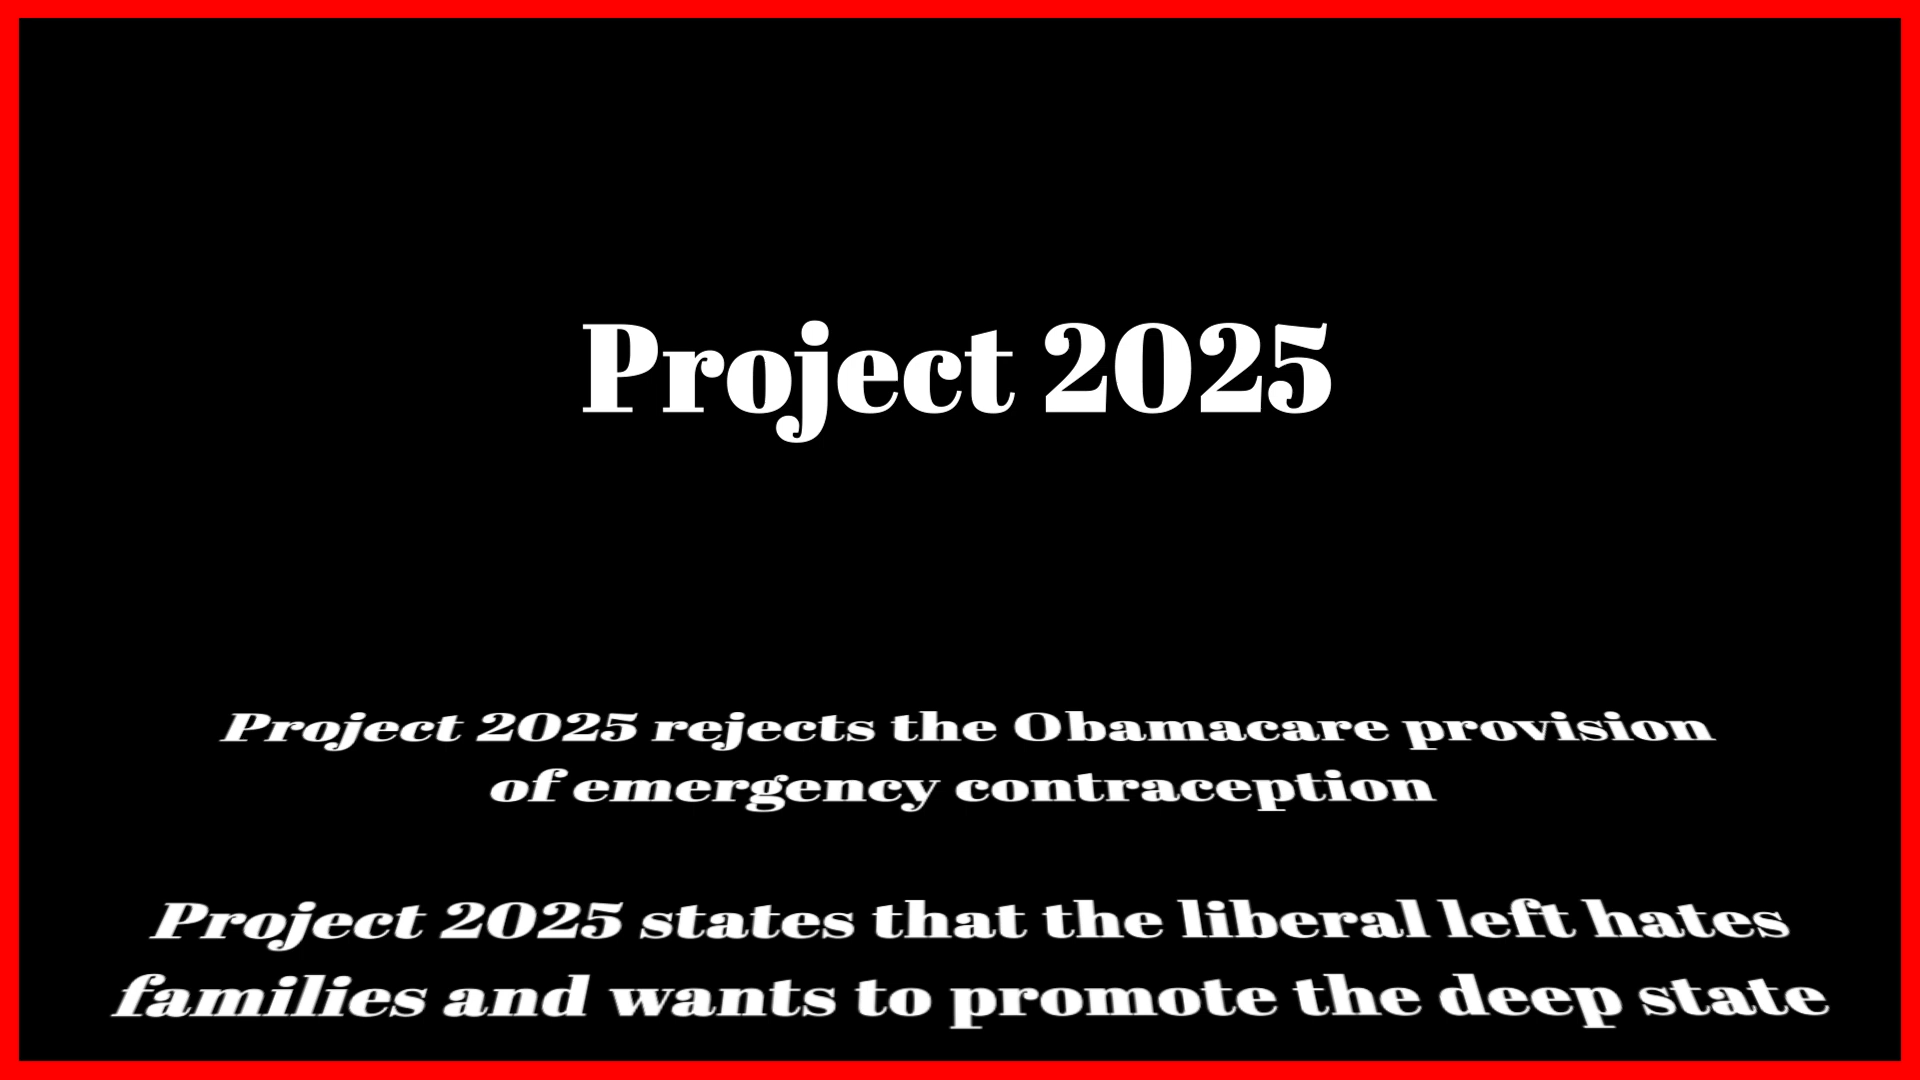 Project 2025
Project 2025 rejects the Obamacare provision
of emergency contraception
Project 2025 states that the liberal left hates
families and wants to promote the deep state